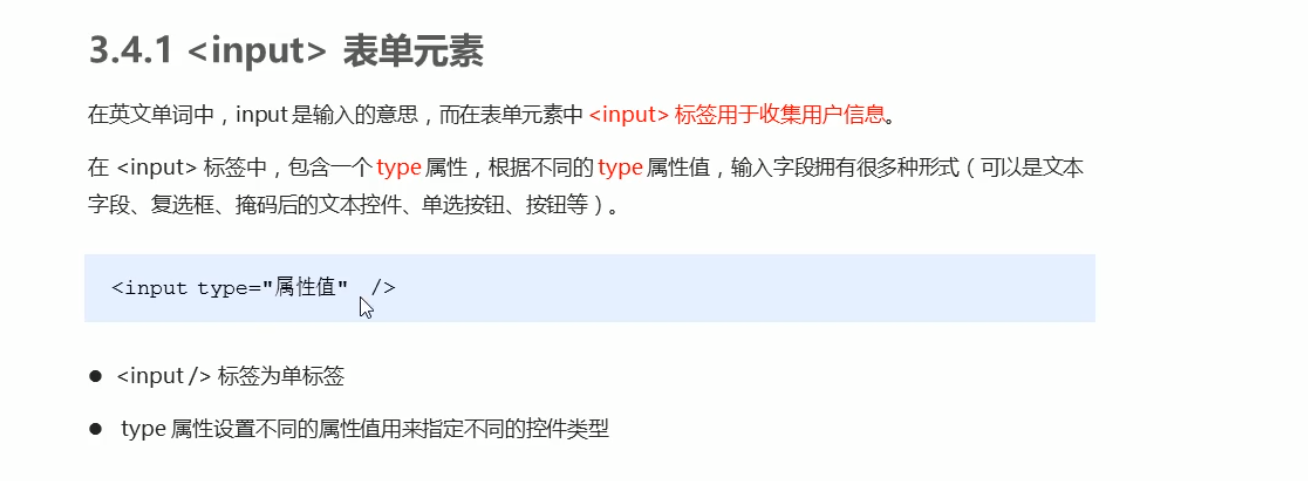 3.4.1 <input> 表单元素
在英文单词中，input 是输入的意思，而在表单元素中 <input> 标签用于收集用户信息。
在 <input> 标签中，包含一个 type 属性，根据不同的 type 属性值，输入字段拥有很多种形式（可以是文本
字段、复选框、掩码后的文本控件、单选按钮、按钮等）。
<input type="属性值" />
● <input /> 标签为单标签
● type 属性设置不同的属性值用来指定不同的控件类型